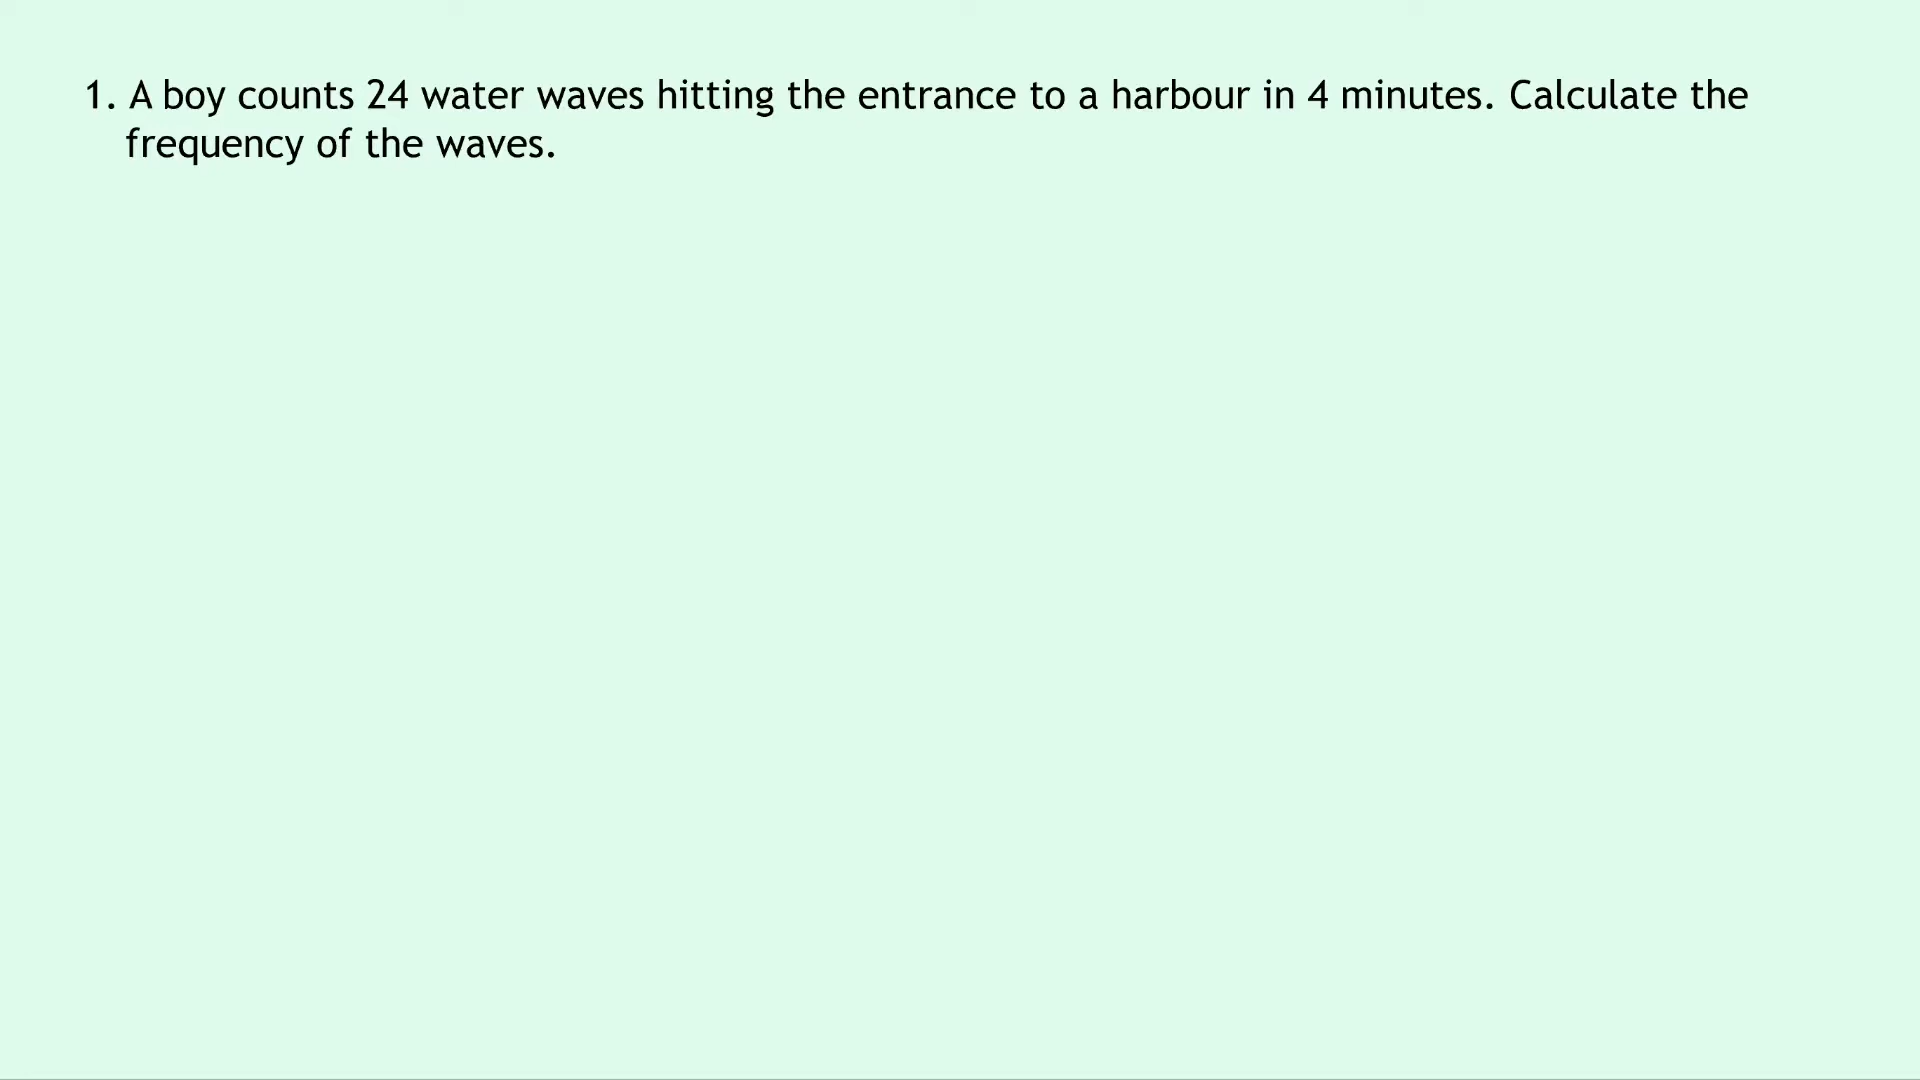 1. A boy counts 24 water waves hitting the entrance to a harbour in 4 minutes. Calculate the
frequency of the waves.